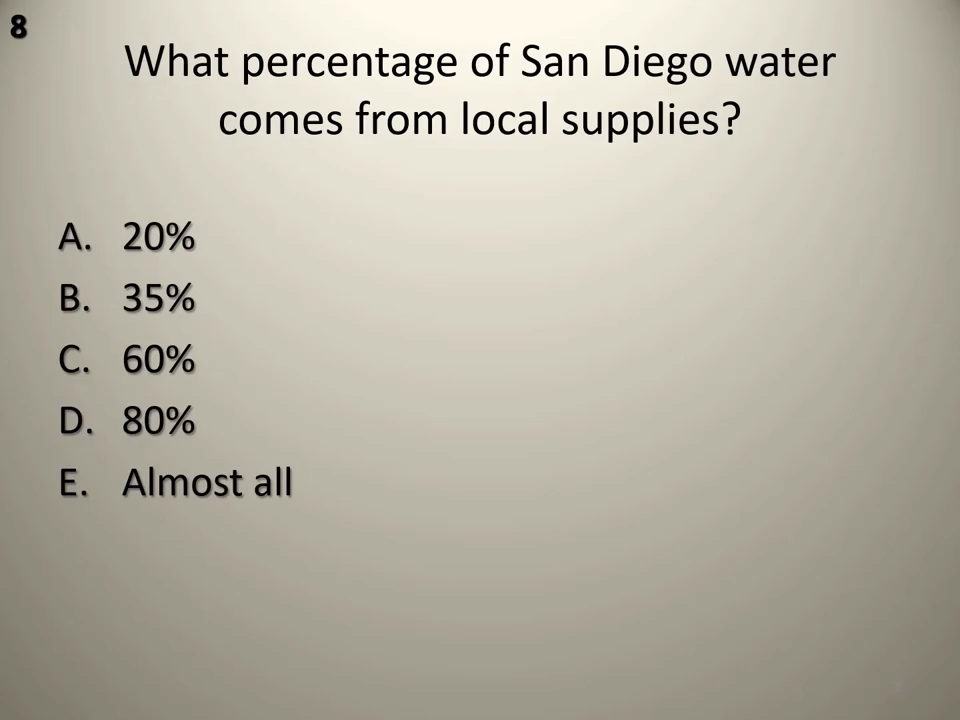 8
What percentage of San Diego water
comes from local supplies?
A. 20%
B. 35%
C. 60%
D. 80%
E. Almost all